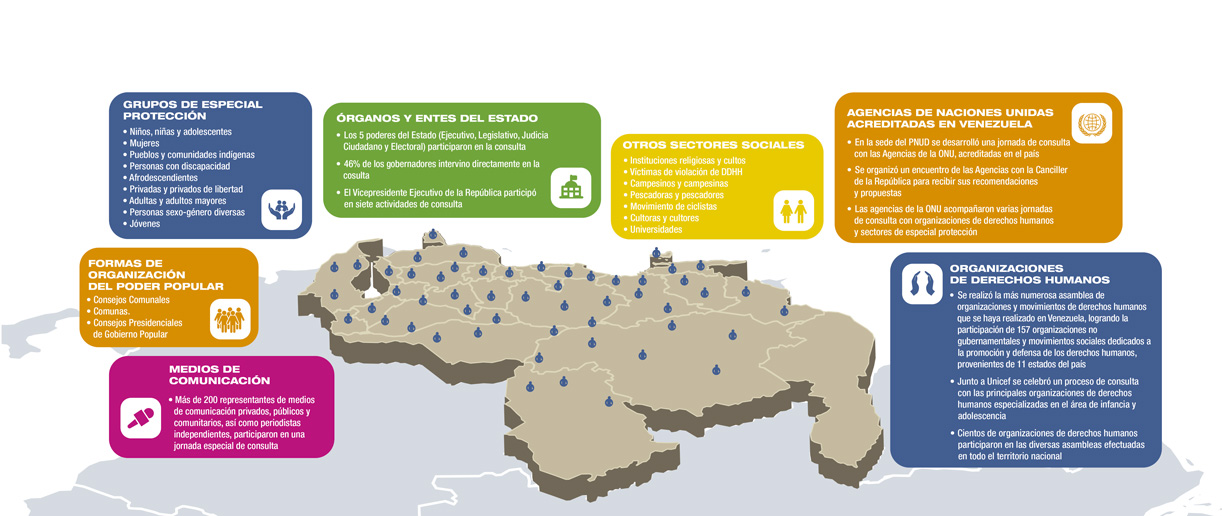 GRUPOS DE ESPECIAL
PROTECCIÓN
• Niños, niñas y adolescentes
• Mujeres
• Pueblos y comunidades indígenas
• Personas con discapacidad
• Afrodescendientes
• Privadas y privados de libertad
• Adultas y adultos mayores
• Personas sexo-género diversas
• Jóvenes
ÓRGANOS Y ENTES DEL ESTADO
• Los 5 poderes del Estado (Ejecutivo, Legislativo, Judicia
Ciudadano y Electoral) participaron en la consulta
• 46% de los gobernadores intervino directamente en la
cosulta
• El Vicepresidente Ejecutivo de la República participó
en siete actividades de consulta
OTROS SECTORES SOCIALES
• Instituciones religiosas y cultos
• Víctimas de violación de DDHH
• Campesinos y campesinas
• Pescadoras y pescadores
• Movimiento de ciclistas
• Cultoras y cultores
• Universidades
AGENCIAS DE NACIONES UNIDAS
ACREDITADAS EN VENEZUELA
• En la sede del PNUD se desarrolló una jornada de consulta
con las Agencias de la ONU, acreditadas en el país
• Se organizó un encuentro de las Agencias con la Canciller
de la República para recibir sus recomendaciones
y propuestas
• Las agencias de la ONU acompañaron varias jornadas
de consulta con organizaciones de derechos humanos
y sectores de especial protección
FORMAS DE
ORGANIZACIÓN
DEL PODER POPULAR
• Consejos Comunales
• Comunas.
• Consejos Presidenciales
de Gobierno Popular
MEDIOS DE
COMUNICACIÓN
• Más de 200 representantes de medios
de comunicación privados, públicos y
comunitarios, así como periodistas
independientes, participaron en una
jornada especial de consulta
ORGANIZACIONES
DE DERECHOS HUMANOS
• Se realizó la más numerosa asamblea de
organizaciones y movimientos de derechos humanos
que se haya realizado en Venezuela, logrando la
participación de 157 organizaciones no
gubernamentales y movimientos sociales dedicados a
la promoción y defensa de los derechos humanos,
provenientes de 11 estados del país
• Junto a Unicef se celebró un proceso de consulta
con las principales organizaciones de derechos
humanos especializadas en el área de infancia y
adolescencia
• Cientos de organizaciones de derechos humanos
participaron en las diversas asambleas efectuadas
en todo el territorio nacional